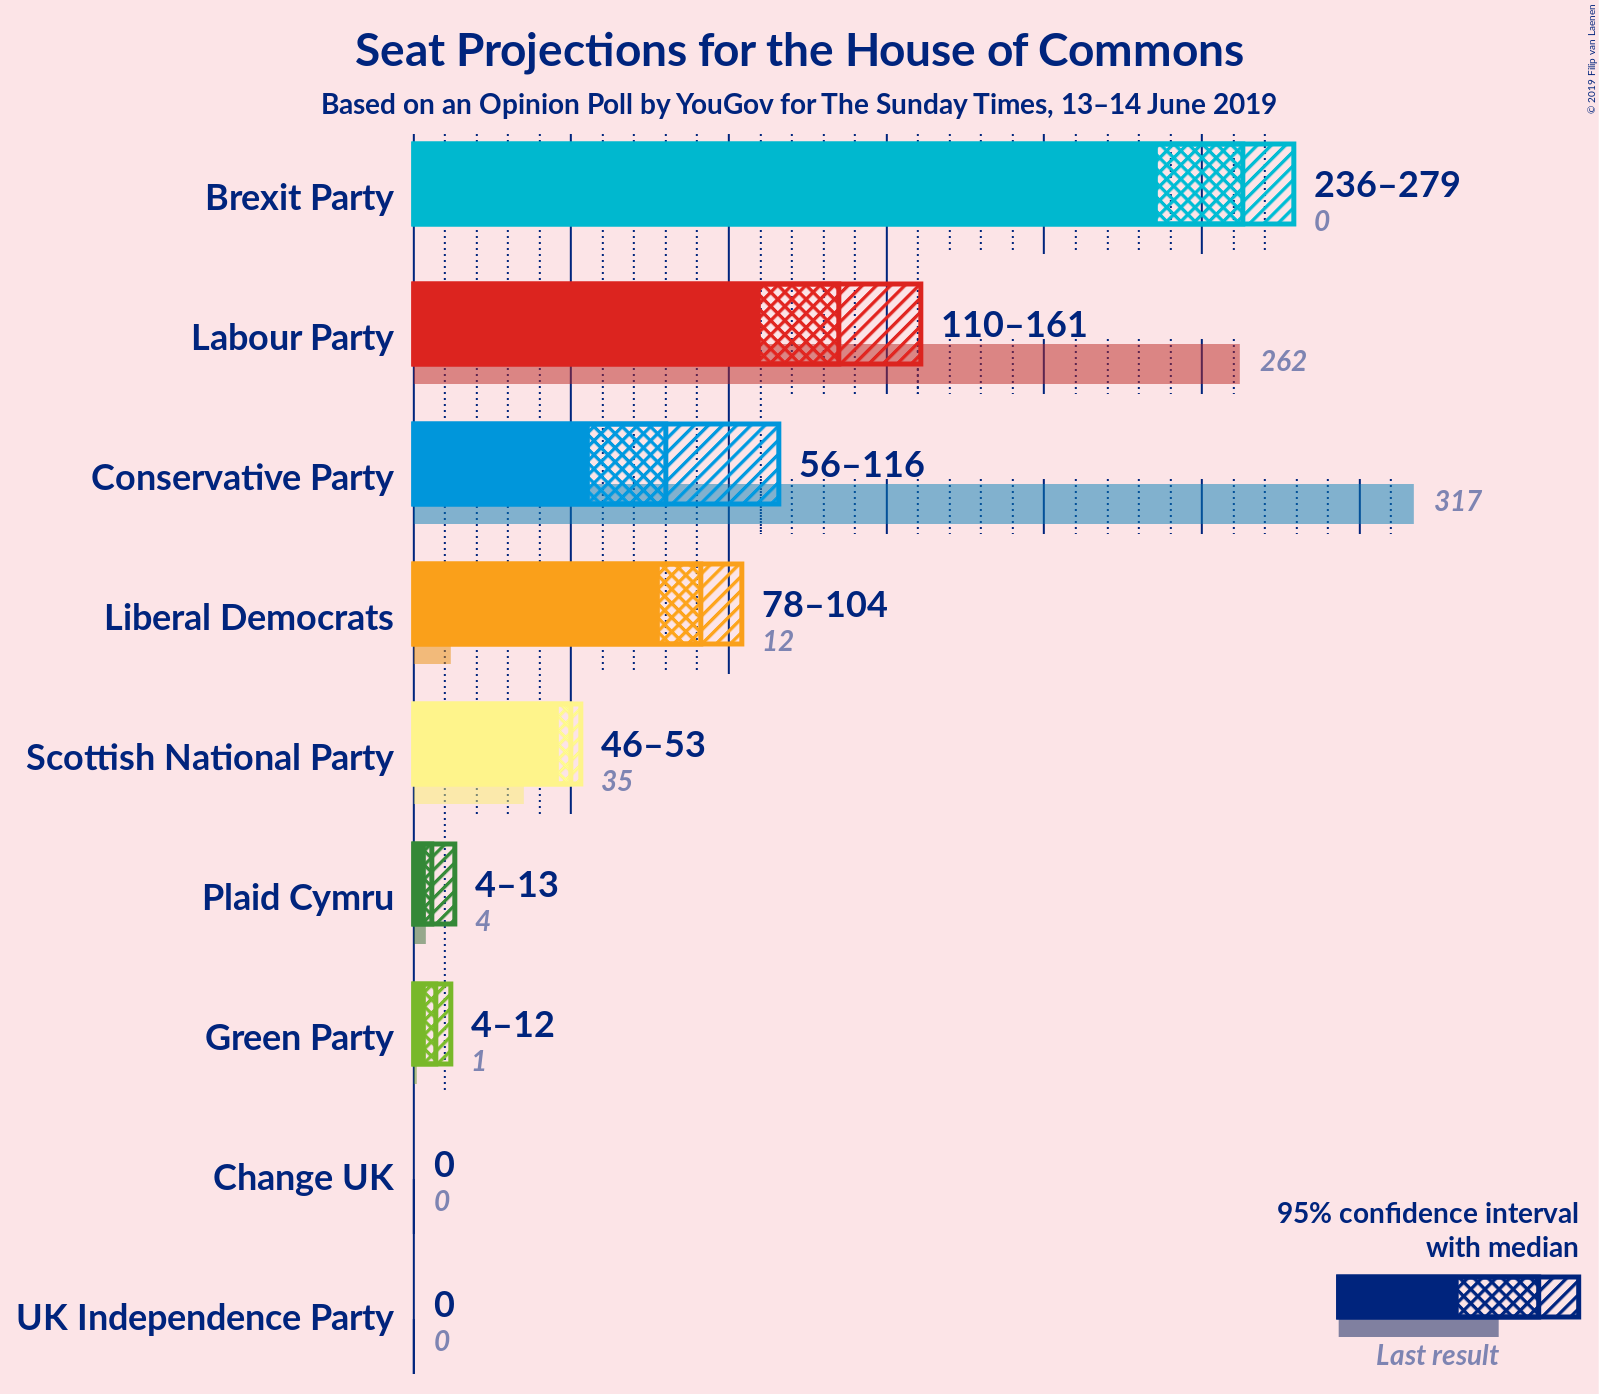 Seat Projections for the House of Commons
Based on an Opinion Poll by YouGov for The Sunday Times, 13–14 June 2019
© 2019 Filip van Laenen
Brexit Party
236–279
0
Labour Party
110–161
262
Conservative Party
56–116
317
Liberal Democrats
78–104
12
Scottish National Party
46–53
35
Plaid Cymru
4–13
4
Green Party
4–12
1
Change UK
0
0
UK Independence Party
0
0
95% confidence interval
with median
Last result